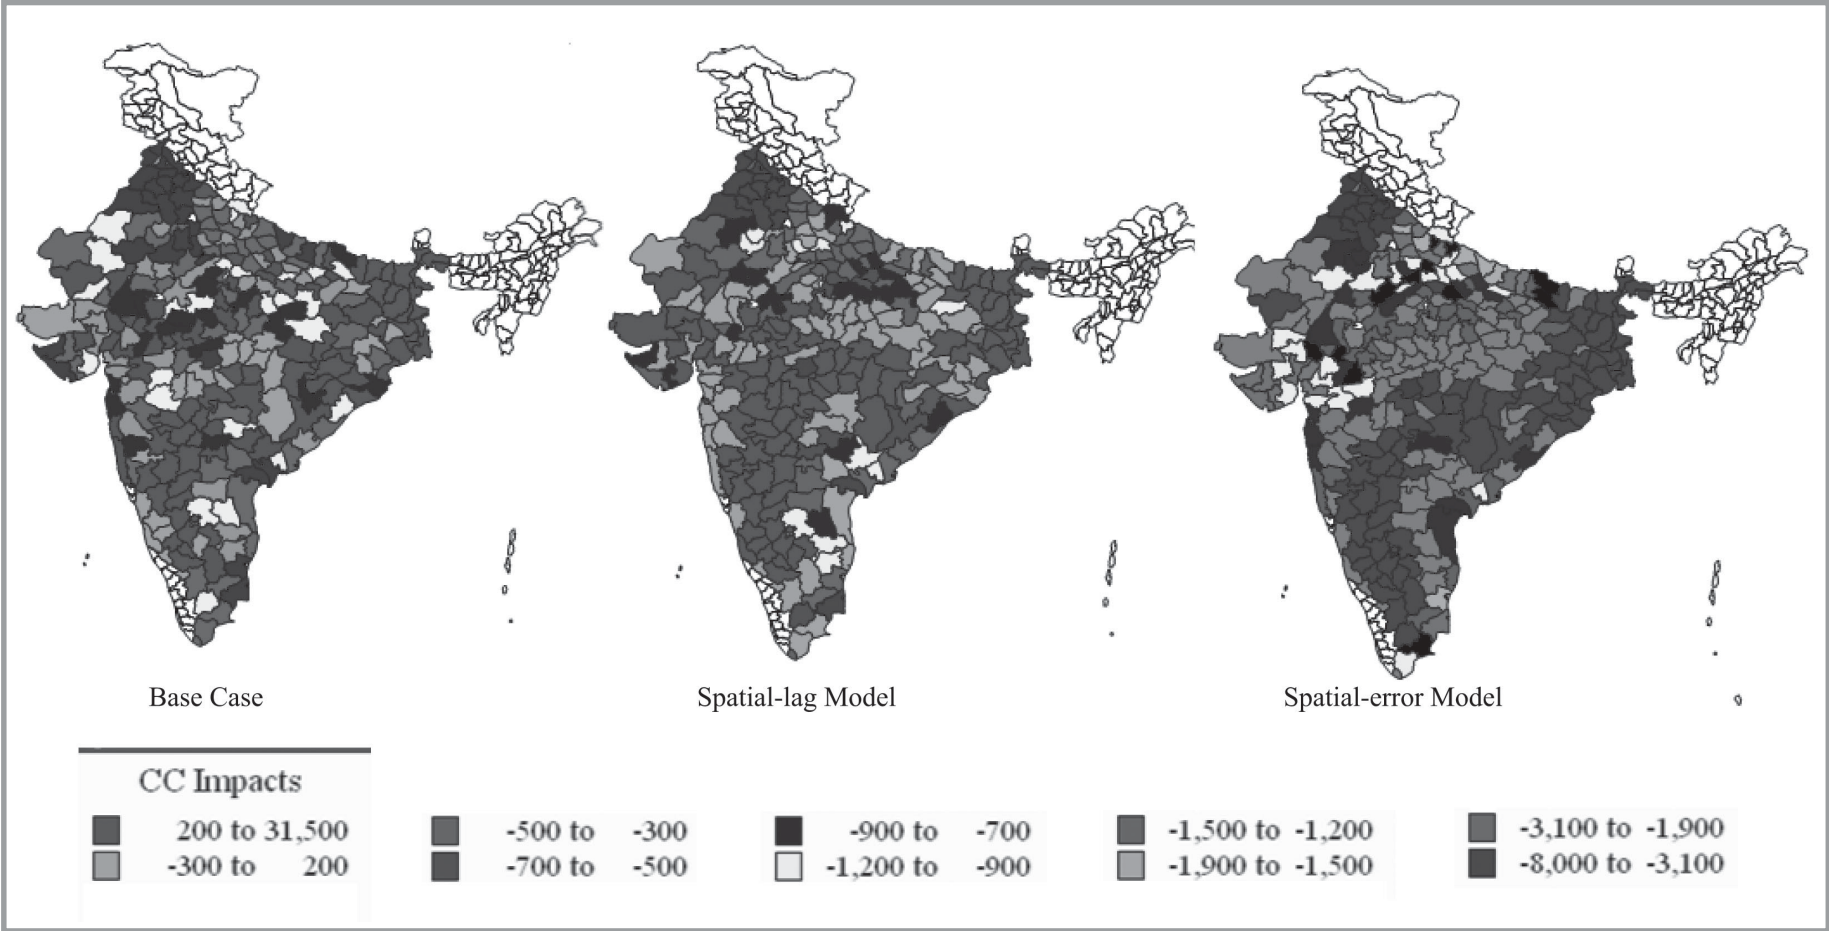 Base Case
Spatial-lag Model
Spatial-error Model
CC Impacts
200 to 31,500
-300 to 200
-500 to -300
-700 to -500
-900 to -700
-1,200 to -900
-1,500 to -1,200
-1,900 to -1,500
-3,100 to -1,900
-8,000 to -3,100